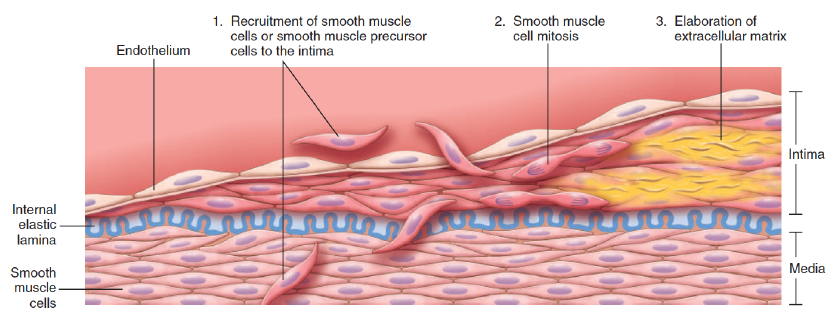 1. Recruitment of smooth muscle
cells or smooth muscle precursor
cells to the intima
2. Smooth muscle
cell mitosis
3. Elaboration of
extracellular matrix
Endothelium
Intima
Internal
elastic
lamina
Media
Smooth
muscle
cells